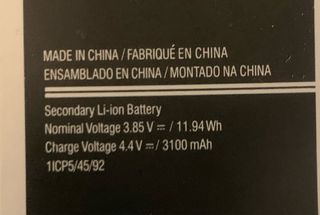 MADE IN CHINA / FABRIQUÉ EN CHINA
ENSAMBLADO EN CHINA / MONTADO NA CHINA
Secondary Li-ion Battery
Nominal Voltage 3.85 V ⎓ / 11.94 Wh
Charge Voltage 4.4 V ⎓ / 3100 mAh
1ICP5/45/92